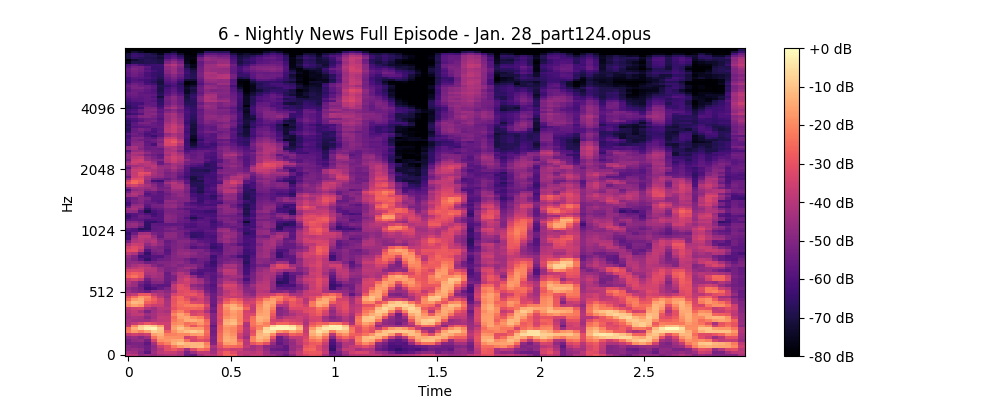 6 - Nightly News Full Episode - Jan. 28_part124.opus
Hz
4096
2048
1024
512
0
0 0.5 1 1.5 2 2.5
Time
+0 dB
-10 dB
-20 dB
-30 dB
-40 dB
-50 dB
-60 dB
-70 dB
-80 dB